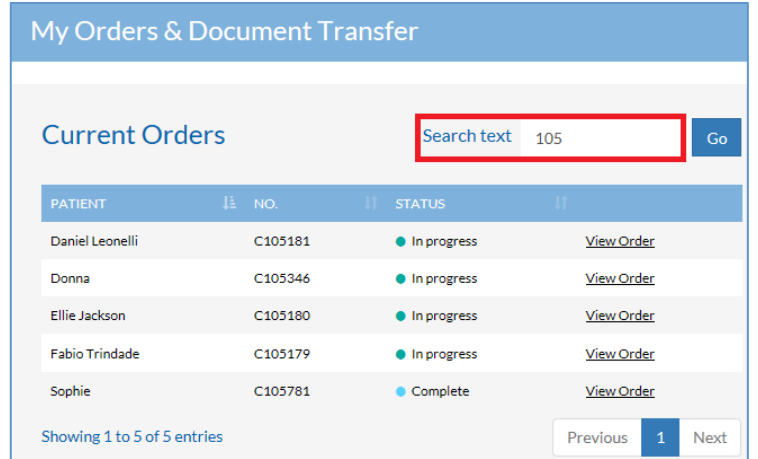 My Orders & Document Transfer
Current Orders Search text 105 Go
PATIENT NO. STATUS
Daniel Leonelli C105181 In progress View Order
Donna C105346 In progress View Order
Ellie Jackson C105180 In progress View Order
Fabio Trindade C105179 In progress View Order
Sophie C105781 Complete View Order
Showing 1 to 5 of 5 entries Previous 1 Next